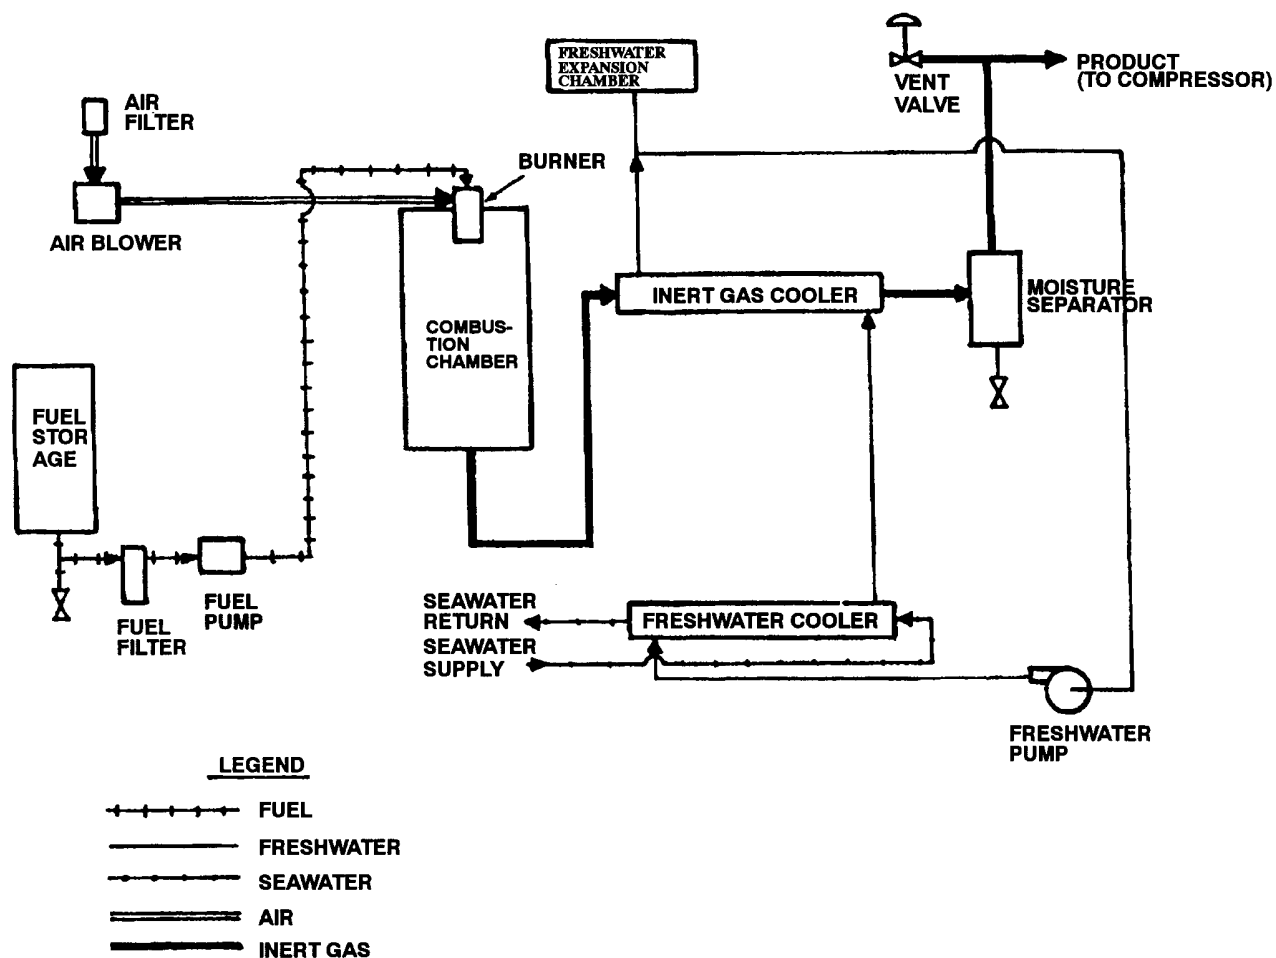 FRESHWATER
EXPANSION
CHAMBER
VENT
VALVE
PRODUCT
(TO COMPRESSOR)
AIR
FILTER
BURNER
AIR BLOWER
INERT GAS COOLER
MOISTURE
SEPARATOR
COMBUS-
TION
CHAMBER
FUEL
STOR
AGE
FUEL
FILTER
FUEL
PUMP
SEAWATER
RETURN
SEAWATER
SUPPLY
FRESHWATER COOLER
FRESHWATER
PUMP
LEGEND
FUEL
FRESHWATER
SEAWATER
AIR
INERT GAS